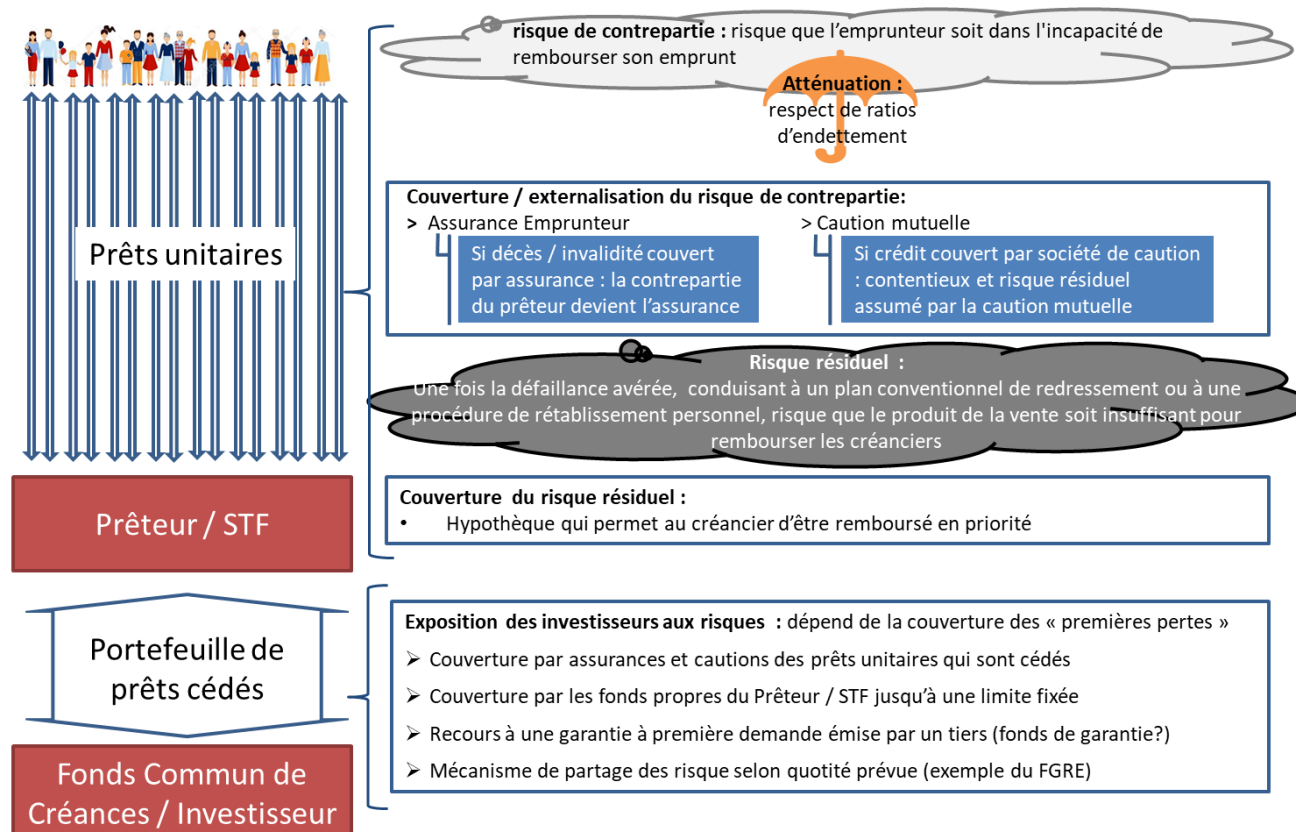 risque de contrepartie : risque que l'emprunteur soit dans l'incapacité de
rembourser son emprunt
Atténuation :
respect de ratios
d'endettement
Prêts unitaires
Couverture / externalisation du risque de contrepartie:
> Assurance Emprunteur
Si décès / invalidité couvert
par assurance : la contrepartie
du prêteur devient l'assurance
> Caution mutuelle
Si crédit couvert par société de caution
: contentieux et risque résiduel
assumé par la caution mutuelle
Risque résiduel :
Une fois la défaillance avérée, conduisant à un plan conventionnel de redressement ou à une
procédure de rétablissement personnel, risque que le produit de la vente soit insuffisant pour
rembourser les créanciers
Prêteur / STF
Couverture du risque résiduel :
• Hypothèque qui permet au créancier d'être remboursé en priorité
Portefeuille de
prêts cédés
Exposition des investisseurs aux risques : dépend de la couverture des « premières pertes »
➢ Couverture par assurances et cautions des prêts unitaires qui sont cédés
➢ Couverture par les fonds propres du Prêteur / STF jusqu'à une limite fixée
➢ Recours à une garantie à première demande émise par un tiers (fonds de garantie?)
➢ Mécanisme de partage des risque selon quotité prévue (exemple du FGRE)
Fonds Commun de
Créances / Investisseur